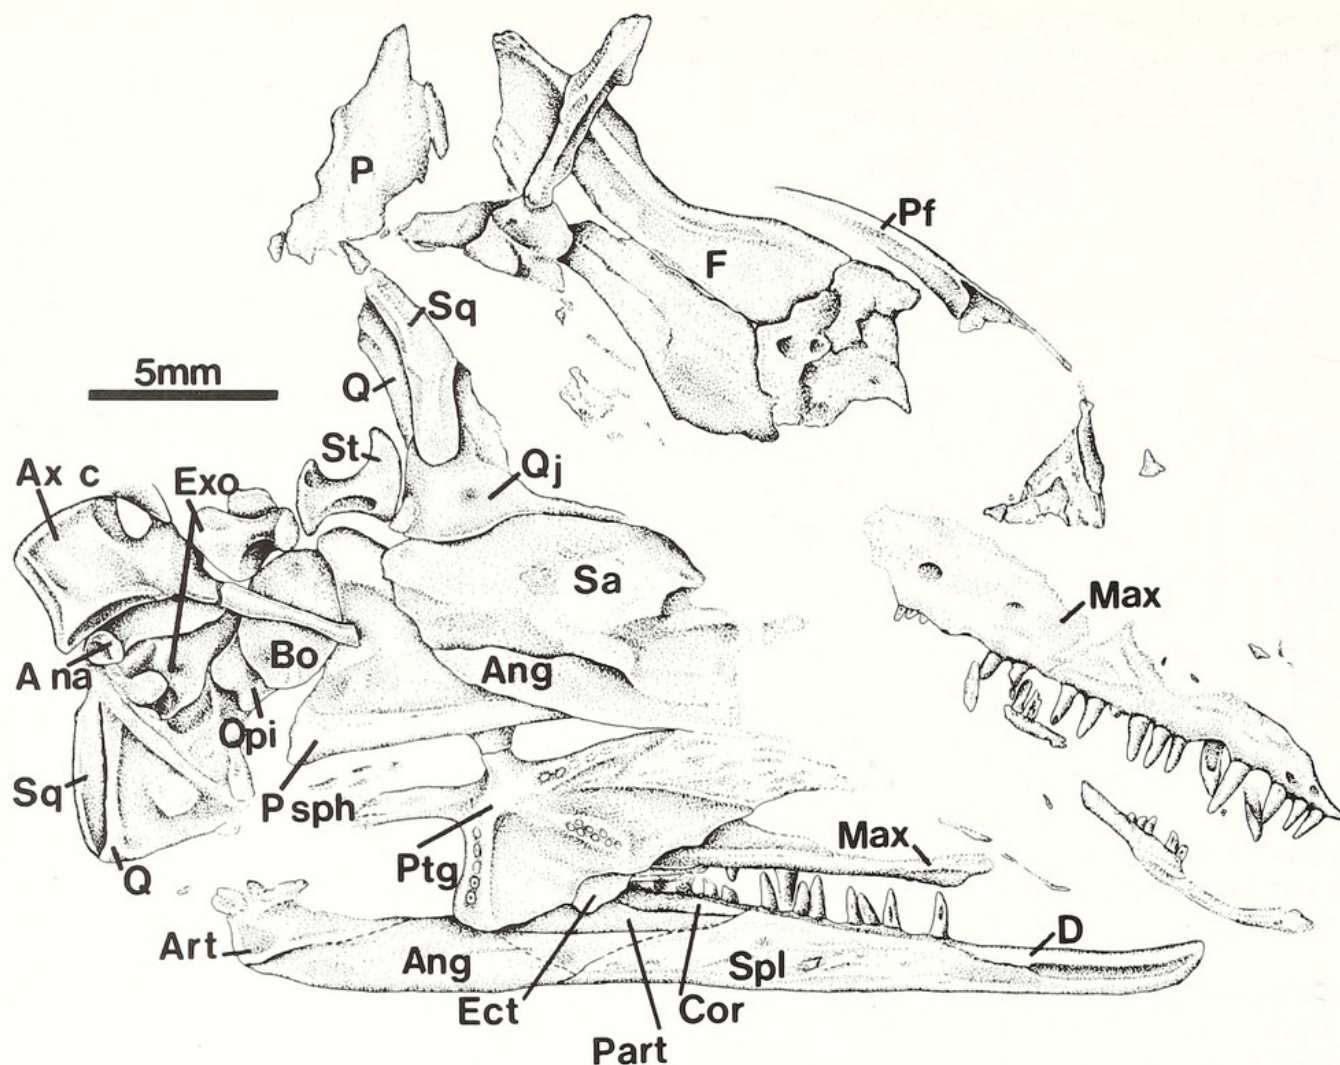 P
Pf
F
Sq
5mm
Q
St
Ax c
Exo
Qj
Sa
Max
A na
Bo
Ang
Opi
Sq
P sph
Q
Ptg
Max
Art
Ang
Spl
D
Ect
Cor
Part